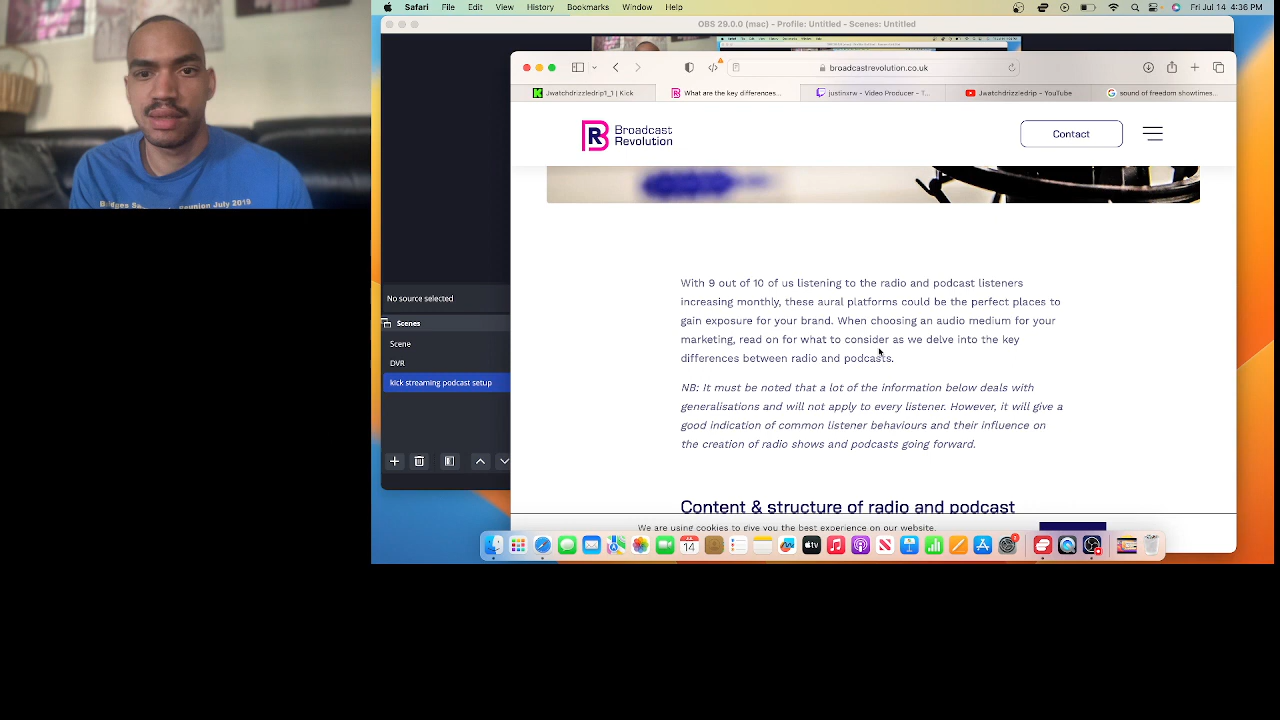 Safari File Edit View History Bookmarks Window Help
Fri Jul 14 4:36 PM
OBS 29.0.0 (mac) - Profile: Untitled - Scenes: Untitled
broadcastrevolution.co.uk
Jwatchdrizzledrip1_1 | Kick
What are the key differences...
justinxrw - Video Producer - T...
Jwatchdrizzledrip - YouTube
sound of freedom showtimes...
Broadcast
Revolution
Contact
Bridges
Reunion July 2019
With 9 out of 10 of us listening to the radio and podcast listeners
increasing monthly, these aural platforms could be the perfect places to
gain exposure for your brand. When choosing an audio medium for your
marketing, read on for what to consider as we delve into the key
differences between radio and podcasts.
NB: It must be noted that a lot of the information below deals with
generalisations and will not apply to every listener. However, it will give a
good indication of common listener behaviours and their influence on
the creation of radio shows and podcasts going forward.
Content & structure of radio and podcast
We are using cookies to give you the best experience on our website.
No source selected
Scenes
Scene
DVR
kick streaming podcast setup
JUL
14